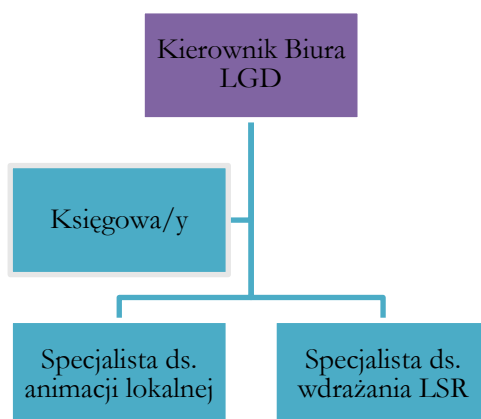 Kierownik Biura
LGD
Księgowa/y
Specjalista ds.
animacji lokalnej
Specjalista ds.
wdrażania LSR